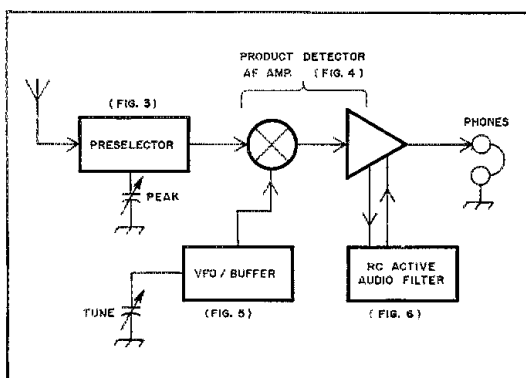 PRODUCT DETECTOR
AF AMP. (FIG. 4)
(FIG. 3)
PRESELECTOR
PHONES
PEAK
VFO / BUFFER
RC ACTIVE
AUDIO FILTER
TUNE
(FIG. 5)
(FIG. 6)